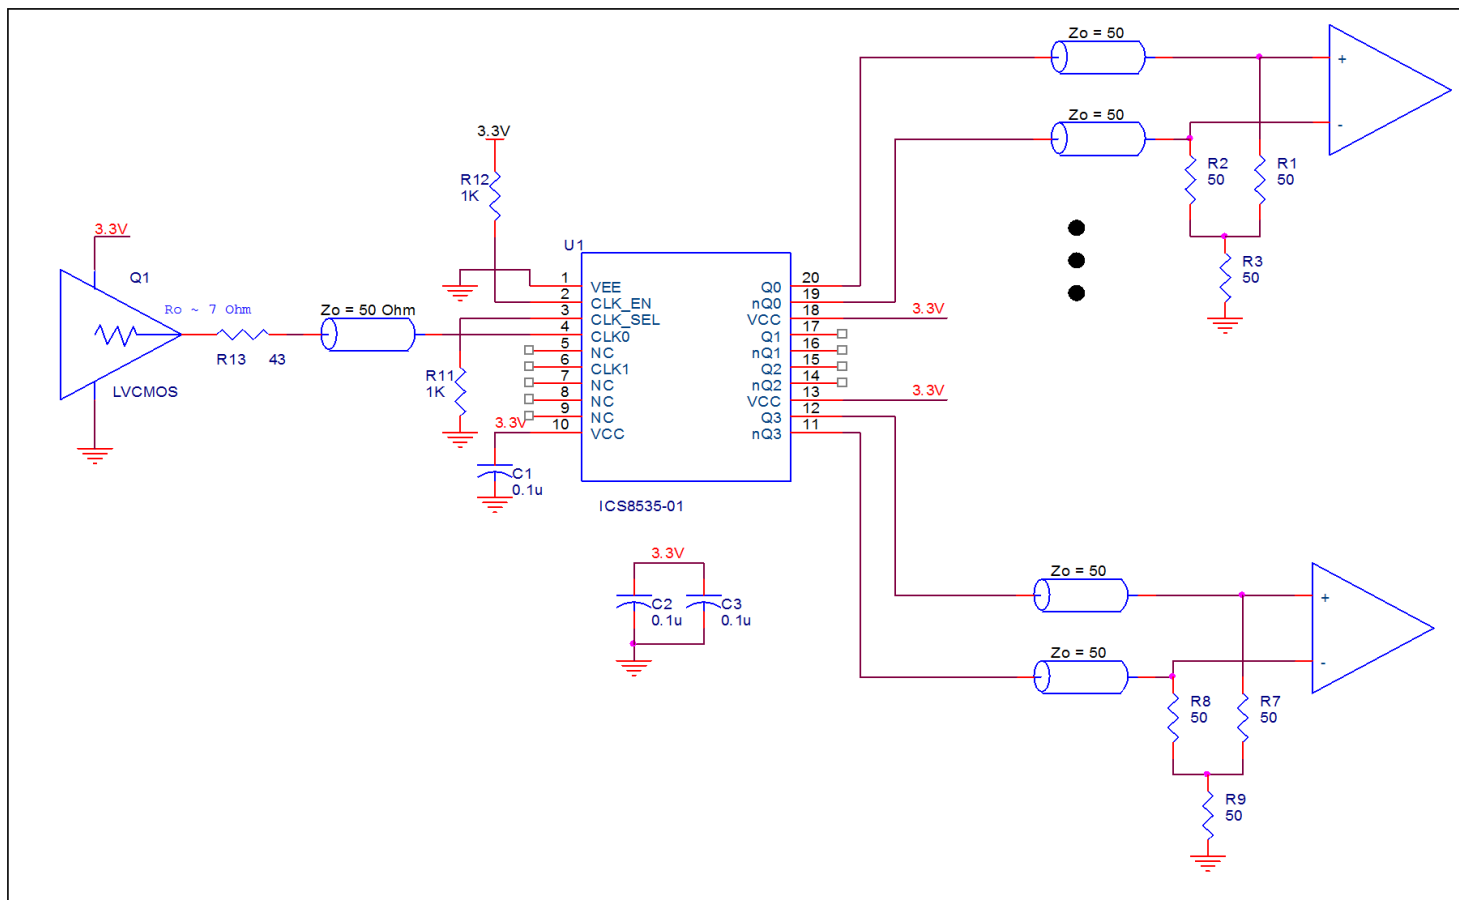 Zo = 50
+
Zo = 50
-
R2
50
R1
50
R3
50
3.3V
R12
1K
3.3V
Q1
Ro ~ 7 Ohm
R13 43
LVCMOS
Zo = 50 Ohm
R11
1K
3.3V
C1
0.1u
U1
1 VEE
2 CLK_EN
3 CLK_SEL
4 CLK0
5 NC
6 CLK1
7 NC
8 NC
9 NC
10 VCC
Q0 20
nQ0 19
VCC 18
Q1 17
nQ1 16
Q2 15
nQ2 14
VCC 13
Q3 12
nQ3 11
3.3V
3.3V
ICS8535-01
3.3V
C2
0.1u
C3
0.1u
Zo = 50
+
Zo = 50
-
R8
50
R7
50
R9
50